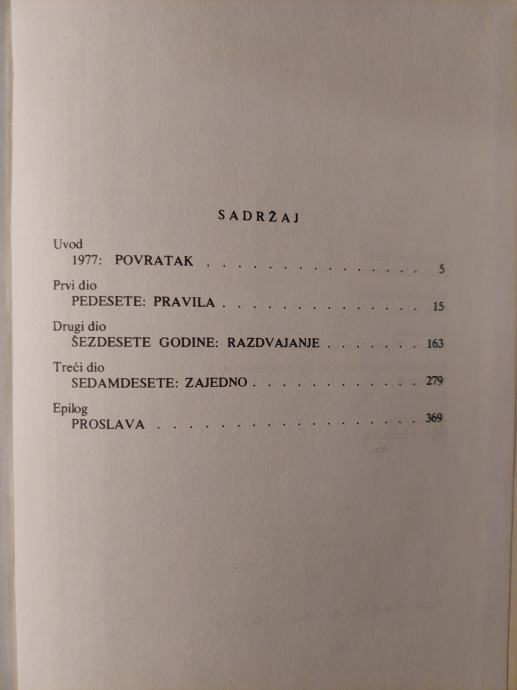 SADRŽAJ
Uvod
1977: POVRATAK . . . . . . . . . . . . . . 5
Prvi dio
PEDESETE: PRAVILA . . . . . . . . . . . . . 15
Drugi dio
ŠEZDESETE GODINE: RAZDVAJANJE . . . . . . . 163
Treći dio
SEDAMDESETE: ZAJEDNO . . . . . . . . . . . 279
Epilog
PROSLAVA . . . . . . . . . . . . . . . . . 369